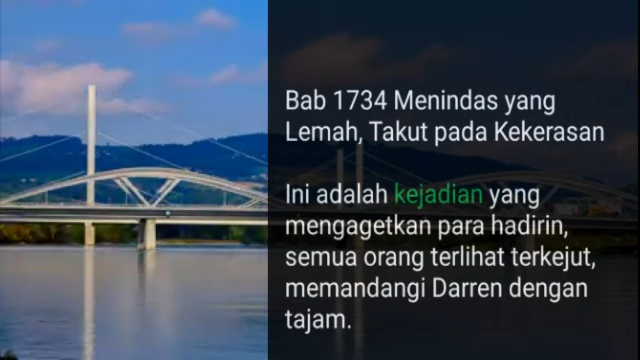 Bab 1734 Menindas yang
Lemah, Takut pada Kekerasan
Ini adalah kejadian yang
mengagetkan para hadirin,
semua orang terlihat terkejut,
memandangi Darren dengan
tajam.